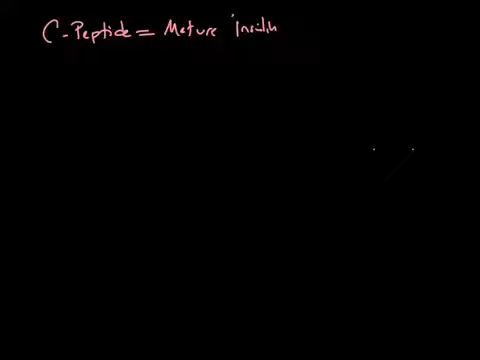 C-Peptide = Mature insulin